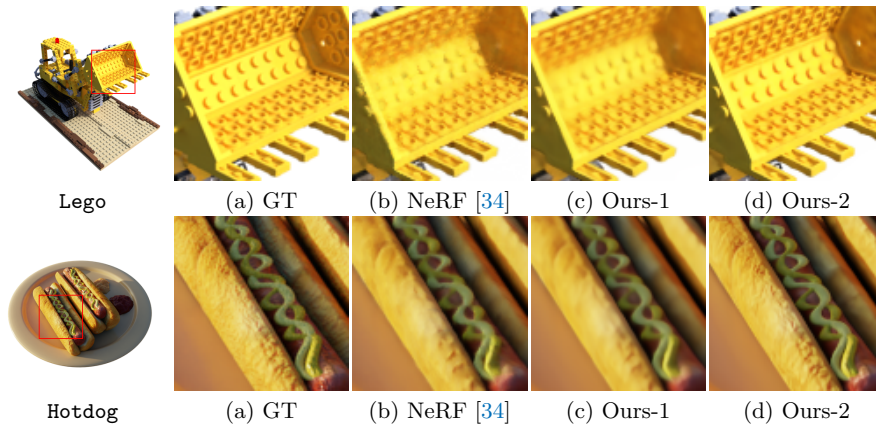 Lego
(a) GT
(b) NeRF [34]
(c) Ours-1
(d) Ours-2
Hotdog
(a) GT
(b) NeRF [34]
(c) Ours-1
(d) Ours-2